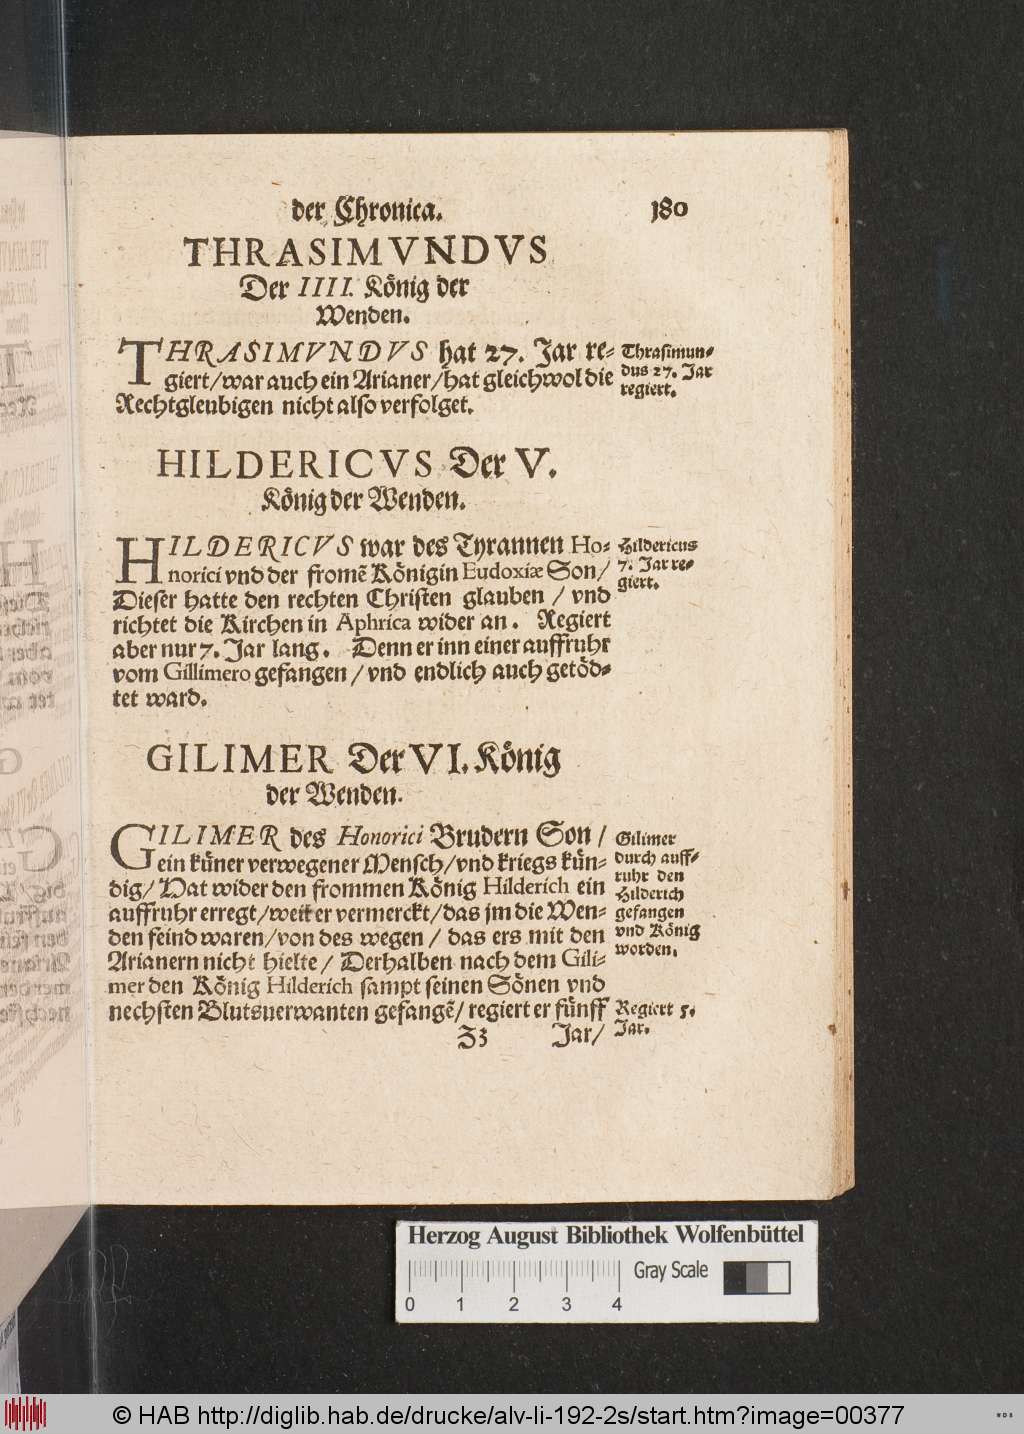 der Chronica. 180
THRASIMVNDVS
Der IIII. König der
Wenden.
THRASIMVNDVS hat 27. Jar re-
giert/war auch ein Arianer/hat gleichwol die
Rechtgleubigen nicht also verfolget.
Thrasimun-
dus 27. Jar
regiert.
HILDERICVS Der V.
König der Wenden.
HILDERICVS war des Tyrannen Ho-
norici vnd der fromẽ Königin Eudoxiæ Son/
Dieser hatte den rechten Christen glauben / vnd
richtet die Kirchen in Aphrica wider an. Regiert
aber nur 7. Jar lang. Denn er inn einer auffruhr
vom Gillimero gefangen / vnd endlich auch getöd-
tet ward.
Hildericus
7. Jar re-
giert.
GILIMER Der VI. König
der Wenden.
GILIMER des Honorici Brudern Son /
ein küner verwegener Mensch/vnd kriegs kün-
dig/ Hat wider den frommen König Hilderich ein
auffruhr erregt/weil er vermerckt/das jm die Wen-
den feind waren/von des wegen / das ers mit den
Arianern nicht hielte / Derhalben nach dem Gili-
mer den König Hilderich sampt seinen Sönen vnd
nechsten Blutsuerwanten gefangẽ/ regiert er fünff
Zz Jar/
Gilimer
durch auff-
ruhr den
Hilderich
gefangen
vnd König
worden.
Regiert 5.
Jar.
Herzog August Bibliothek Wolfenbüttel
Gray Scale
0 1 2 3 4
© HAB http://diglib.hab.de/drucke/alv-li-192-2s/start.htm?image=00377